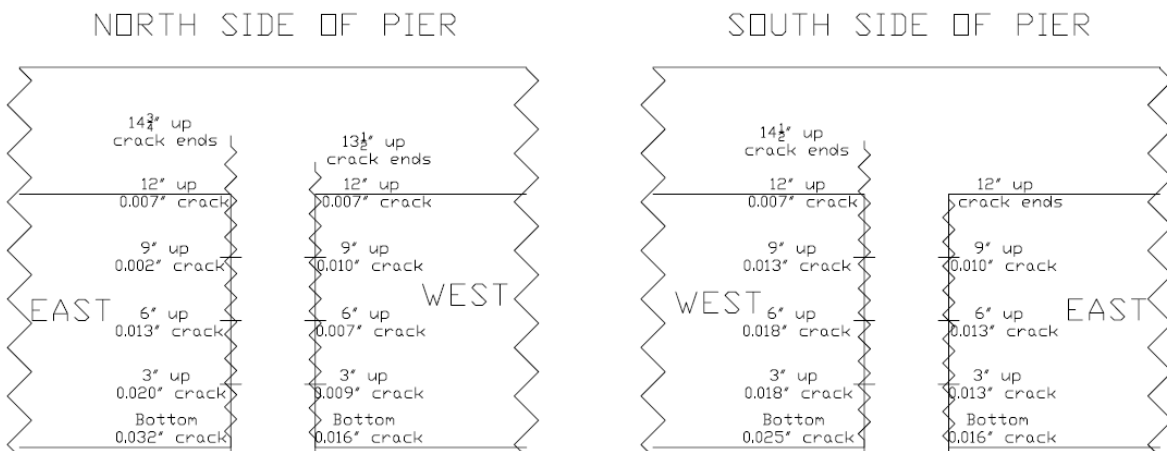 NORTH SIDE OF PIER
14 3/4" up
crack ends
13 1/2" up
crack ends
12" up
0.007" crack
12" up
0.007" crack
9" up
0.002" crack
9" up
0.010" crack
EAST
WEST
6" up
0.013" crack
6" up
0.007" crack
3" up
0.020" crack
3" up
0.009" crack
Bottom
0.032" crack
Bottom
0.016" crack
SOUTH SIDE OF PIER
14 1/2" up
crack ends
12" up
0.007" crack
12" up
crack ends
9" up
0.013" crack
9" up
0.010" crack
WEST
EAST
6" up
0.018" crack
6" up
0.013" crack
3" up
0.018" crack
3" up
0.013" crack
Bottom
0.025" crack
Bottom
0.016" crack